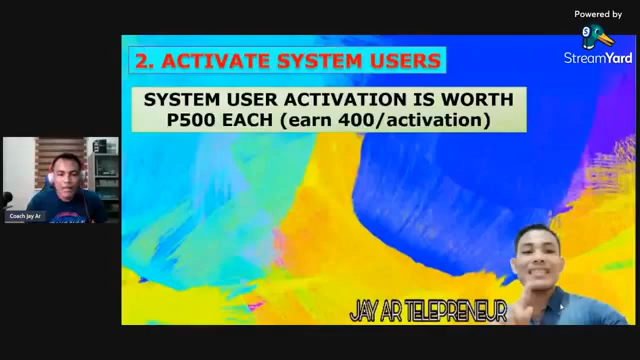 Powered by
StreamYard
2. ACTIVATE SYSTEM USERS
SYSTEM USER ACTIVATION IS WORTH
P500 EACH (earn 400/activation)
Coach Jay Ar
JAY AR TELEPRENEUR